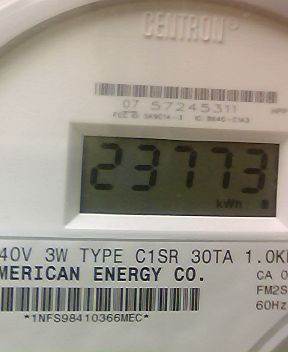 CENTRON®
07 57245311
23773
kWh
40V 3W TYPE C1SR 30TA 1.0K
MERICAN ENERGY CO.
CA 0
FM2S
60Hz
*1NFS98410366MEC*